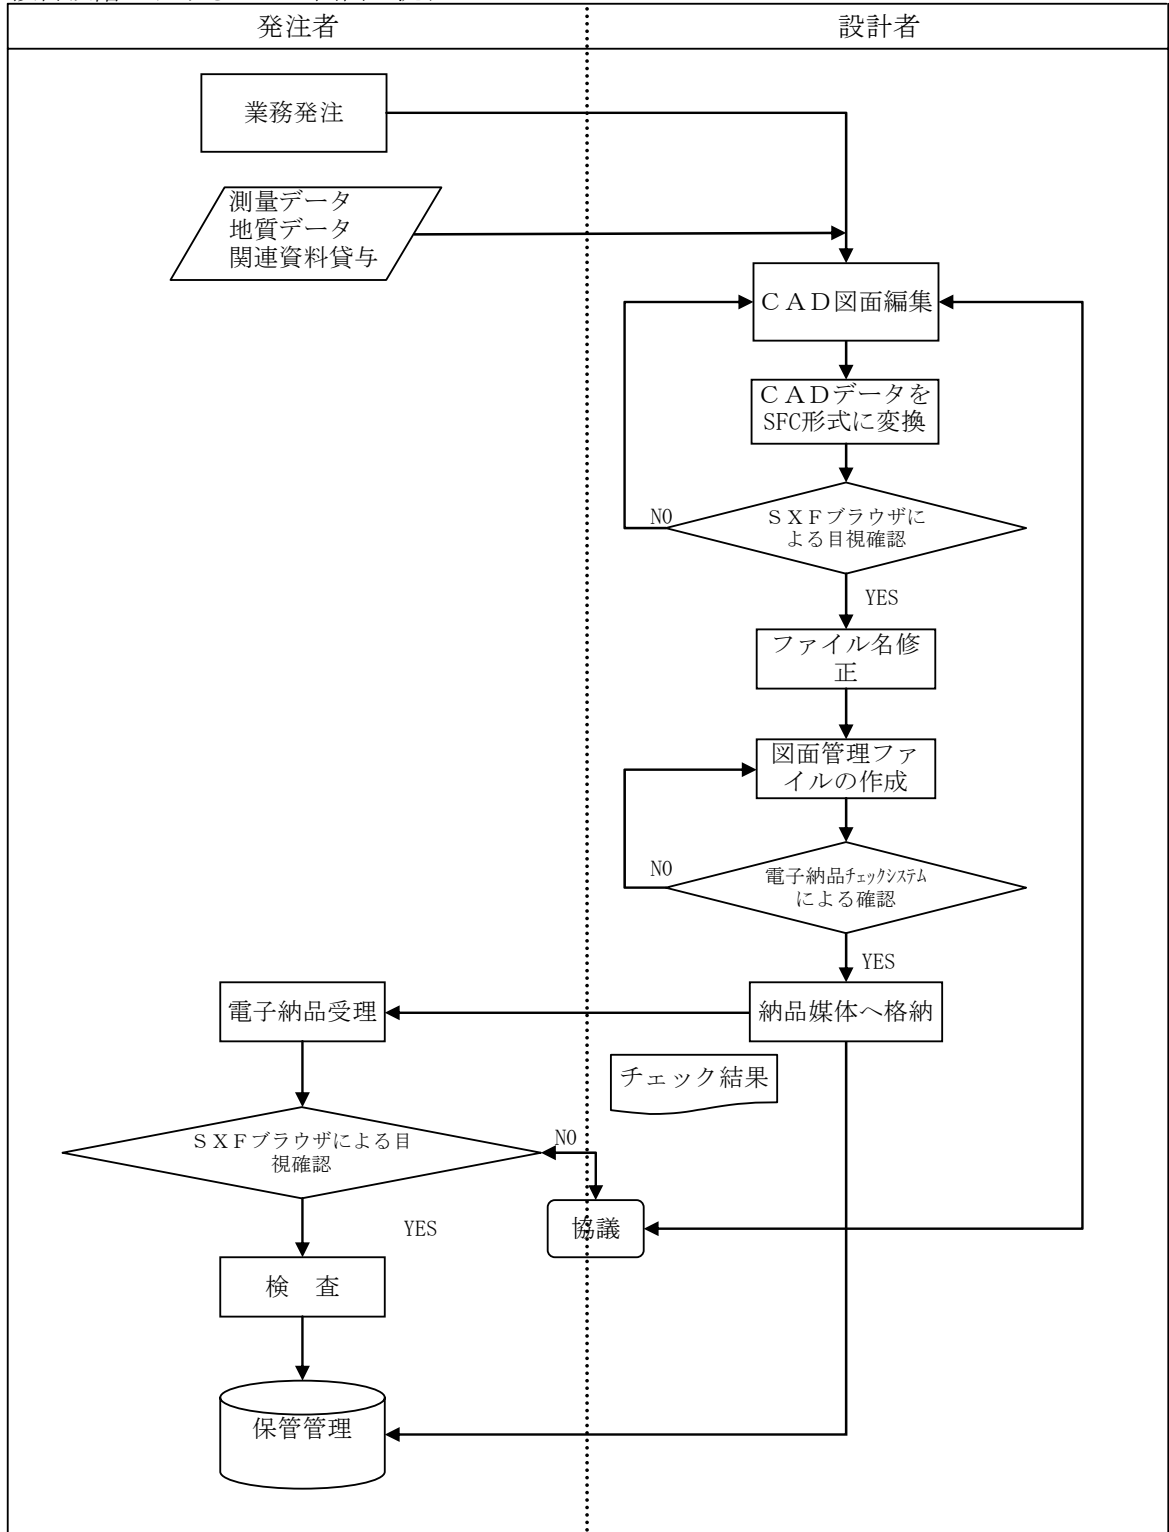 発注者
設計者
業務発注
測量データ
地質データ
関連資料貸与
ＣＡＤ図面編集
ＣＡＤデータを
SFC形式に変換
NO
ＳＸＦブラウザに
よる目視確認
YES
ファイル名修
正
図面管理ファ
イルの作成
NO
電子納品ﾁｪｯｸｼｽﾃﾑ
による確認
YES
電子納品受理
納品媒体へ格納
チェック結果
ＳＸＦブラウザによる目
視確認
NO
YES
協議
検　査
保管管理